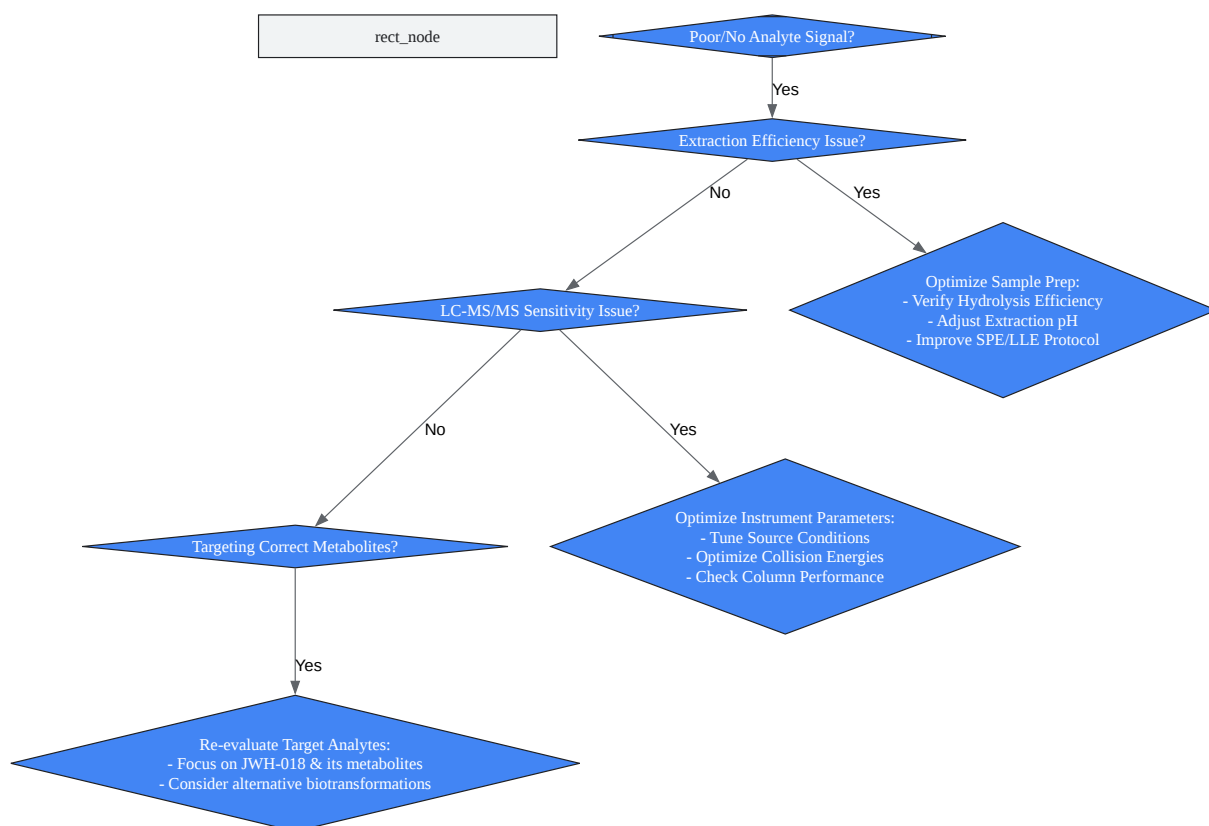 rect_node
Poor/No Analyte Signal?
Yes
Extraction Efficiency Issue?
No
Yes
Optimize Sample Prep:
- Verify Hydrolysis Efficiency
- Adjust Extraction pH
- Improve SPE/LLE Protocol
LC-MS/MS Sensitivity Issue?
No
Yes
Optimize Instrument Parameters:
- Tune Source Conditions
- Optimize Collision Energies
- Check Column Performance
Targeting Correct Metabolites?
Yes
Re-evaluate Target Analytes:
- Focus on JWH-018 & its metabolites
- Consider alternative biotransformations